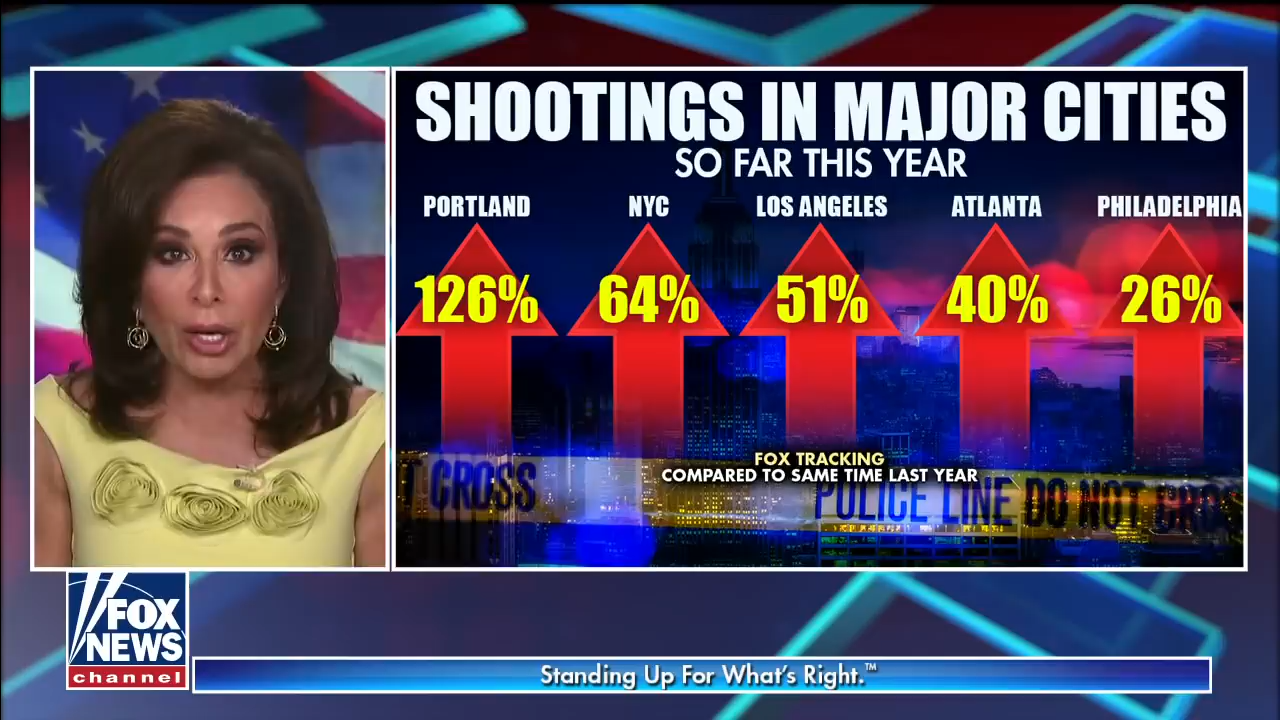 SHOOTINGS IN MAJOR CITIES
SO FAR THIS YEAR
PORTLAND NYC LOS ANGELES ATLANTA PHILADELPHIA
126% 64% 51% 40% 26%
FOX TRACKING
COMPARED TO SAME TIME LAST YEAR
T CROSS
POLICE LINE DO NOT CRO
FOX
NEWS
channel
Standing Up For What's Right.™